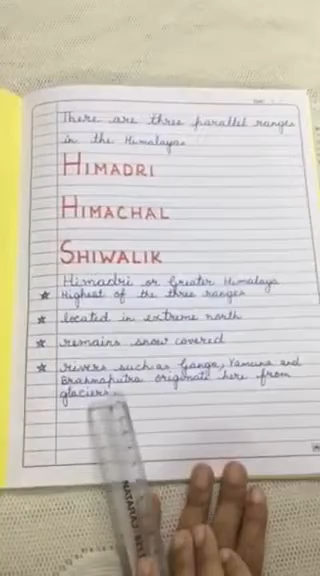 There are three parallel ranges
in the Himalayas
HIMADRI
HIMACHAL
SHIWALIK
Himadri or Greater Himalaya
★ Highest of the three ranges
★ located in extreme north
★ remains snow covered
★ rivers such as Ganga, Yamuna and
Brahmaputra originate here from
glaciers.
NATARAJ